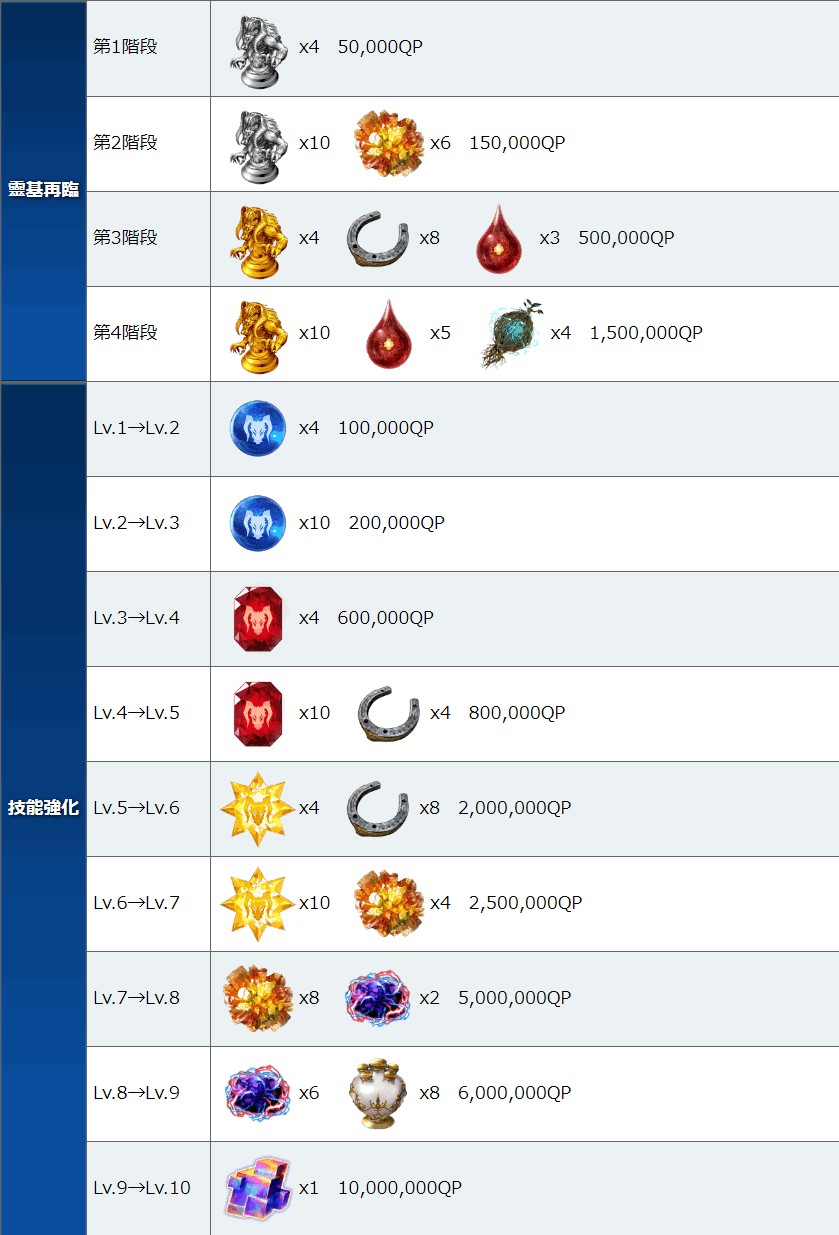 靈基再臨
第1階段 x4 50,000QP
第2階段 x10 x6 150,000QP
第3階段 x4 x8 x3 500,000QP
第4階段 x10 x5 x4 1,500,000QP
技能強化
Lv.1→Lv.2 x4 100,000QP
Lv.2→Lv.3 x10 200,000QP
Lv.3→Lv.4 x4 600,000QP
Lv.4→Lv.5 x10 x4 800,000QP
Lv.5→Lv.6 x4 x8 2,000,000QP
Lv.6→Lv.7 x10 x4 2,500,000QP
Lv.7→Lv.8 x8 x2 5,000,000QP
Lv.8→Lv.9 x6 x8 6,000,000QP
Lv.9→Lv.10 x1 10,000,000QP